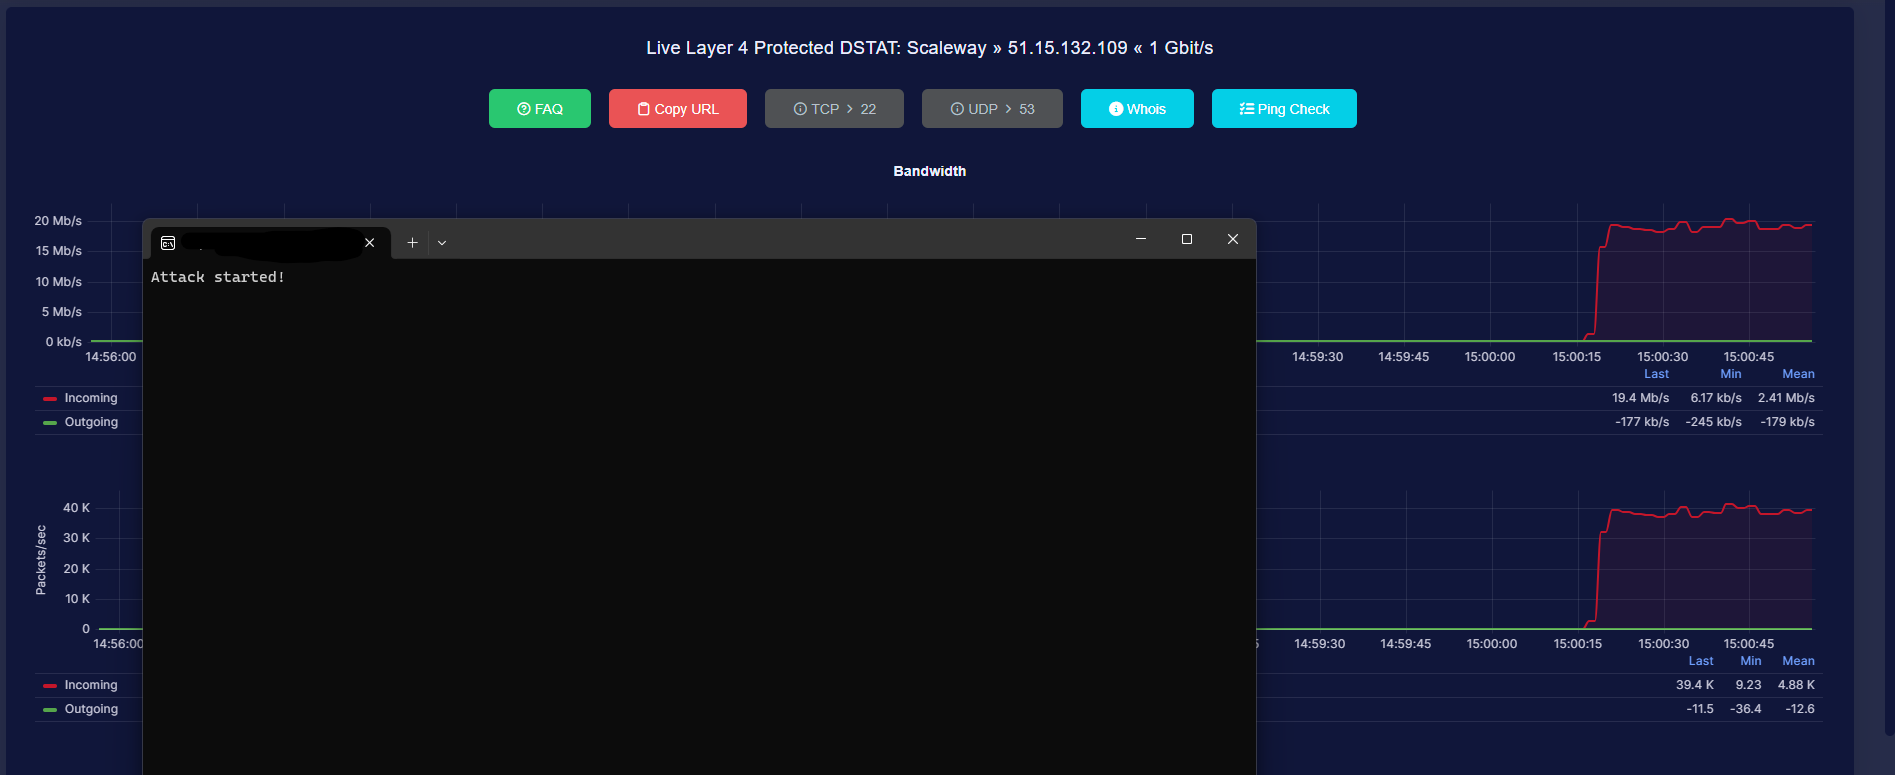 Live Layer 4 Protected DSTAT: Scaleway » 51.15.132.109 « 1 Gbit/s
FAQ Copy URL TCP > 22 UDP > 53 Whois Ping Check
Bandwidth
20 Mb/s
15 Mb/s
10 Mb/s
5 Mb/s
0 kb/s
14:56:00 14:59:30 14:59:45 15:00:00 15:00:15 15:00:30 15:00:45
Last Min Mean
Incoming 19.4 Mb/s 6.17 kb/s 2.41 Mb/s
Outgoing -177 kb/s -245 kb/s -179 kb/s
Attack started!
Packets/sec
40 K
30 K
20 K
10 K
0
14:56:00 14:59:30 14:59:45 15:00:00 15:00:15 15:00:30 15:00:45
Last Min Mean
Incoming 39.4 K 9.23 4.88 K
Outgoing -11.5 -36.4 -12.6